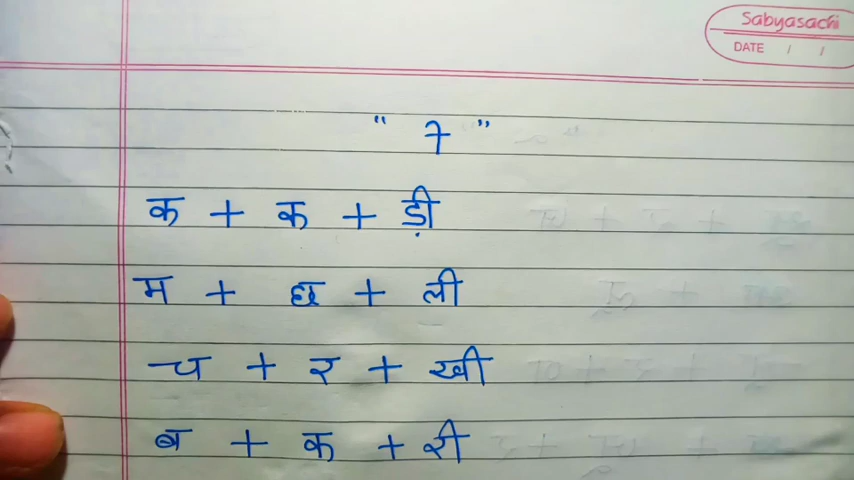 Sabyasachi
DATE / /
" 7 "
क + क + ड़ी
म + छ + ली
च + र + खी
ब + क + री